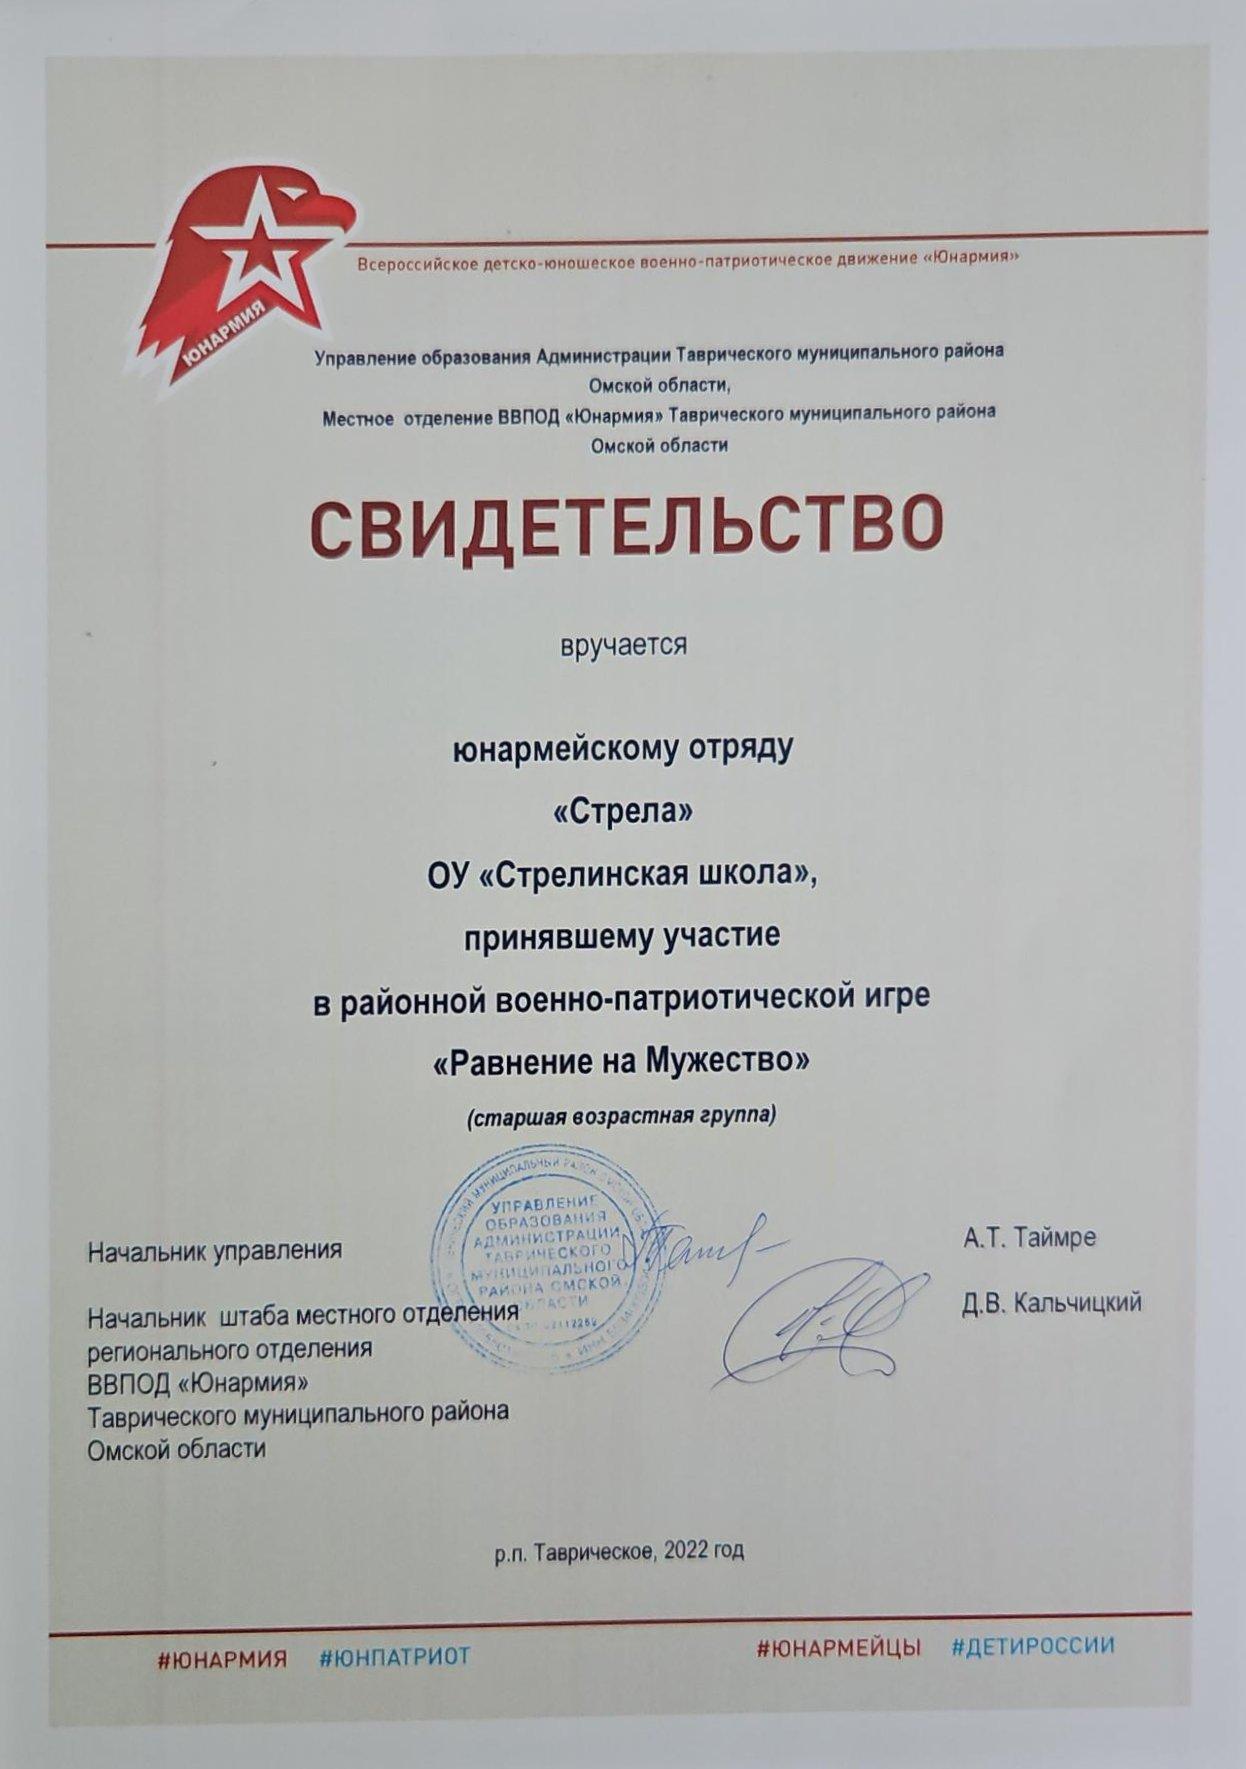 Всероссийское детско-юношеское военно-патриотическое движение «Юнармия»
ЮНАРМИЯ
Управление образования Администрации Таврического муниципального района
Омской области,
Местное отделение ВВПОД «Юнармия» Таврического муниципального района
Омской области
СВИДЕТЕЛЬСТВО
вручается
юнармейскому отряду
«Стрела»
ОУ «Стрелинская школа»,
принявшему участие
в районной военно-патриотической игре
«Равнение на Мужество»
(старшая возрастная группа)
УПРАВЛЕНИЕ
ОБРАЗОВАНИЯ
АДМИНИСТРАЦИИ
ТАВРИЧЕСКОГО
МУНИЦИПАЛЬНОГО
РАЙОНА ОМСКОЙ
ОБЛАСТИ
Начальник управления
А.Т. Таймре
Начальник штаба местного отделения
Д.В. Кальчицкий
регионального отделения
ВВПОД «Юнармия»
Таврического муниципального района
Омской области
р.п. Таврическое, 2022 год
#ЮНАРМИЯ #ЮНПАТРИОТ #ЮНАРМЕЙЦЫ #ДЕТИРОССИИ